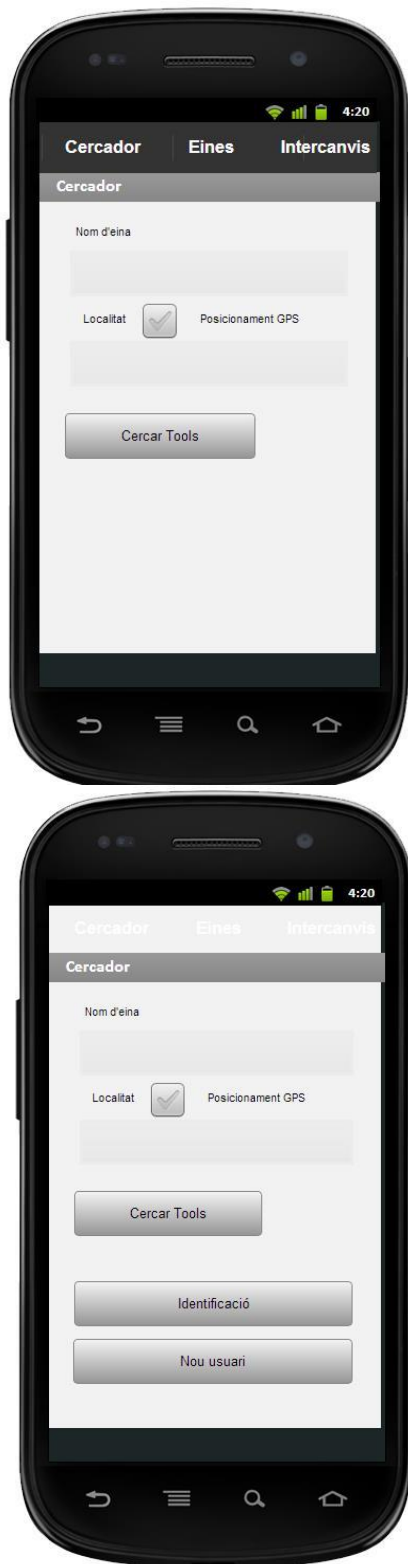 4:20
Cercador Eines Intercanvis
Cercador
Nom d'eina
Localitat Posicionament GPS
Cercar Tools
4:20
Cercador Eines Intercanvis
Cercador
Nom d'eina
Localitat Posicionament GPS
Cercar Tools
Identificació
Nou usuari